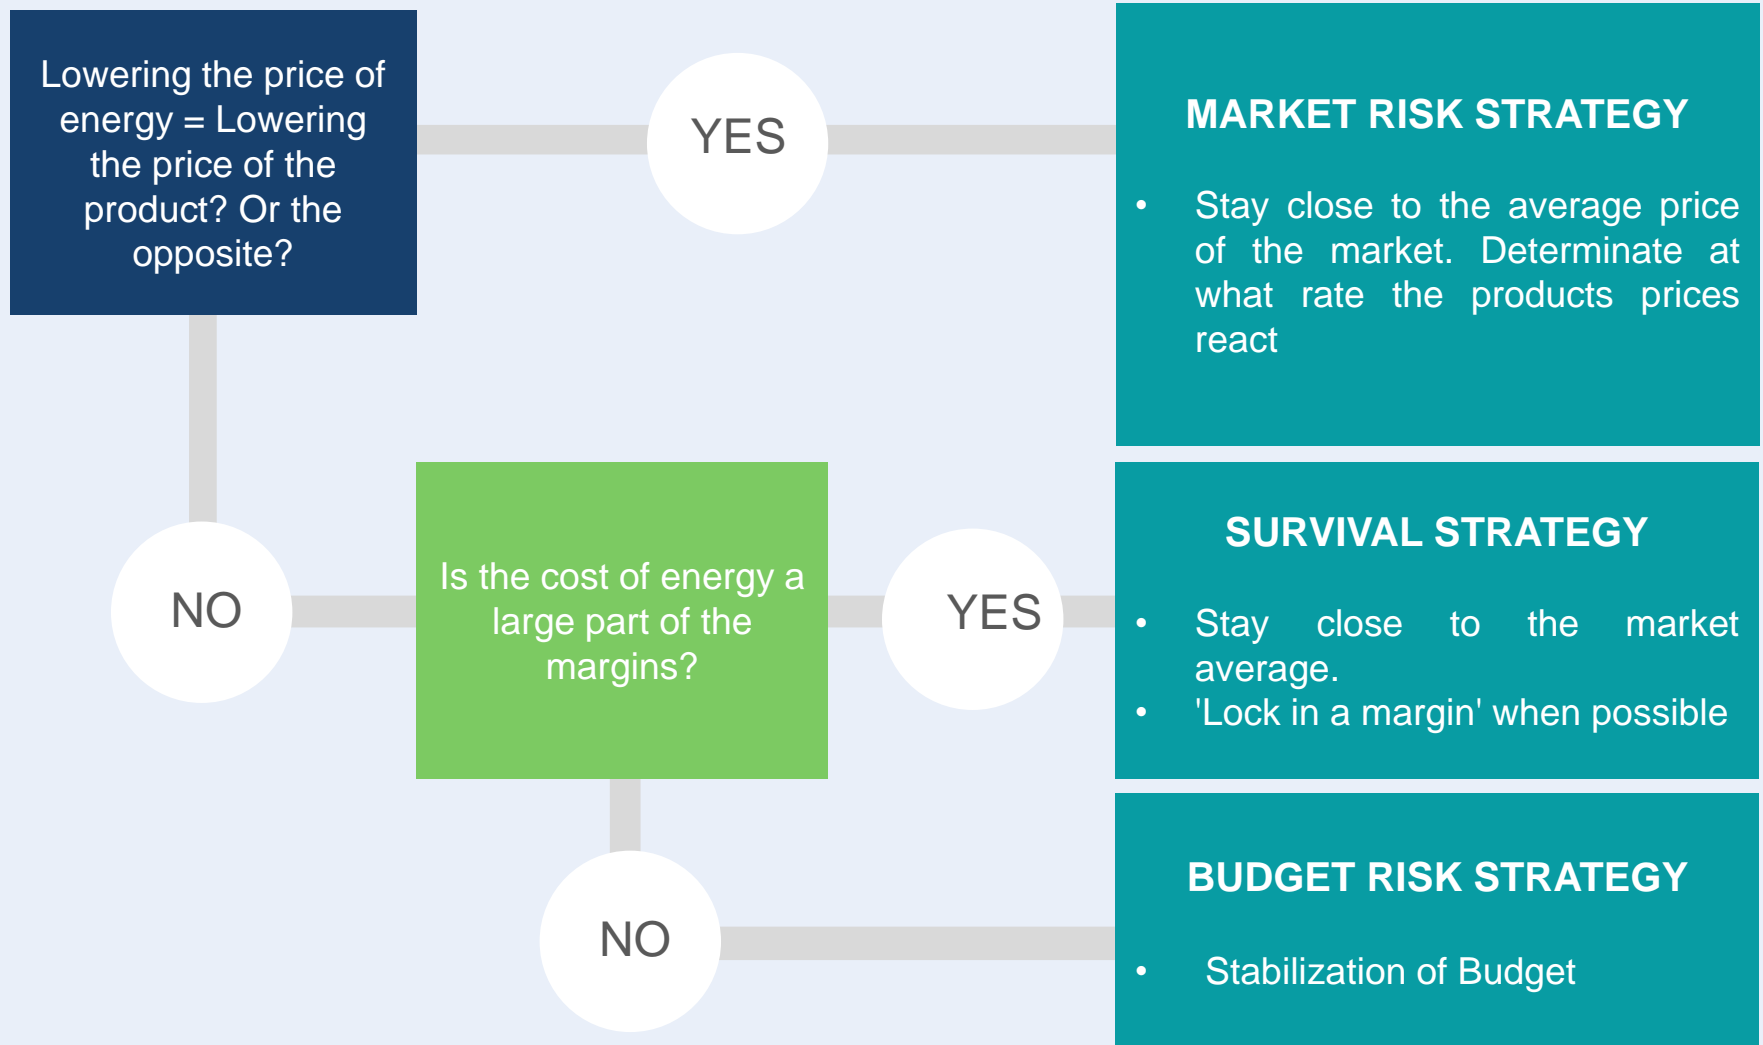 Lowering the price of
energy = Lowering
the price of the
product? Or the
opposite?
YES
MARKET RISK STRATEGY
• Stay close to the average price
of the market. Determinate at
what rate the products prices
react
NO
Is the cost of energy a
large part of the
margins?
YES
SURVIVAL STRATEGY
• Stay close to the market
average.
• 'Lock in a margin' when possible
NO
BUDGET RISK STRATEGY
• Stabilization of Budget